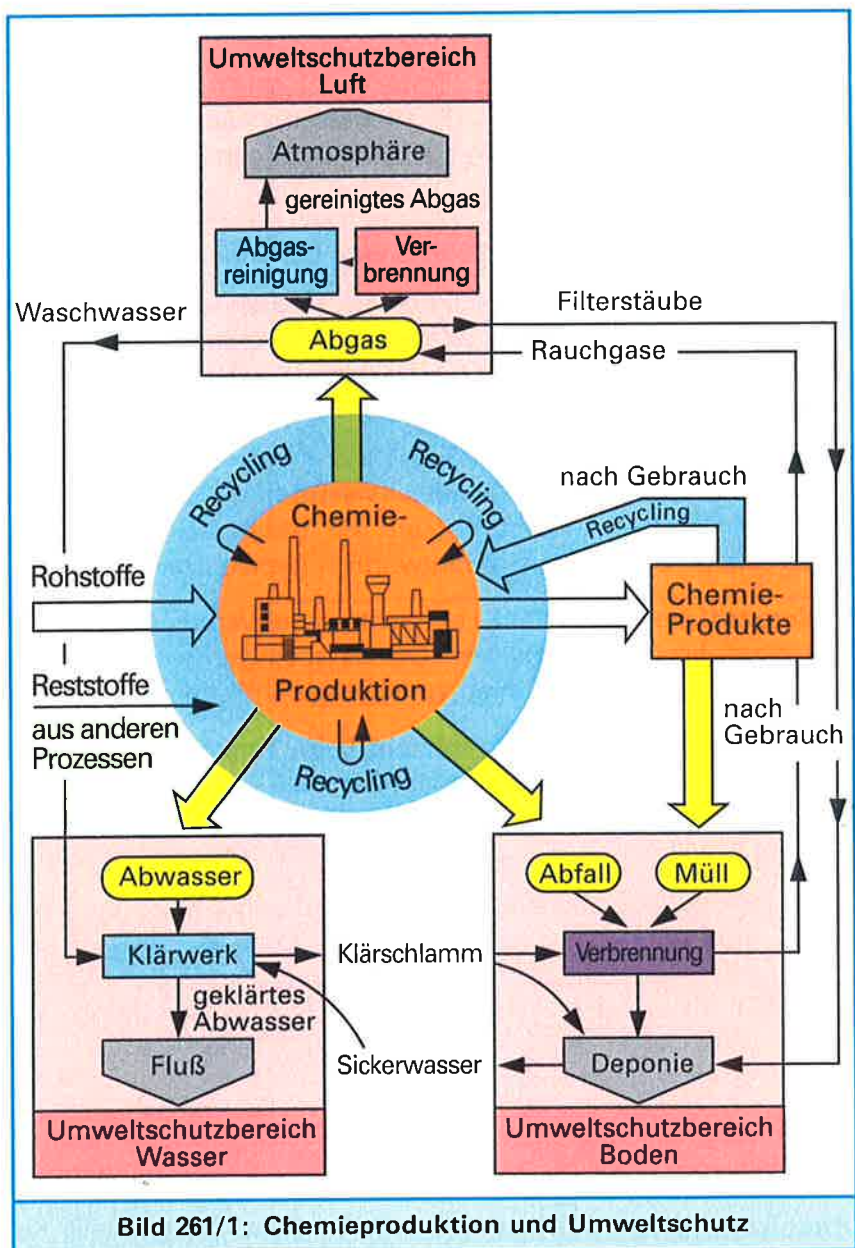 Umweltschutzbereich
Luft
Atmosphäre
gereinigtes Abgas
Abgas-
reinigung
Ver-
brennung
Waschwasser
Abgas
Filterstäube
Rauchgase
Recycling
Recycling
nach Gebrauch
Recycling
Chemie-
Produktion
Rohstoffe
Chemie-
Produkte
Reststoffe
aus anderen
Prozessen
Recycling
nach
Gebrauch
Abwasser
Klärwerk
geklärtes
Abwasser
Fluß
Umweltschutzbereich
Wasser
Klärschlamm
Sickerwasser
Abfall
Müll
Verbrennung
Deponie
Umweltschutzbereich
Boden
Bild 261/1: Chemieproduktion und Umweltschutz